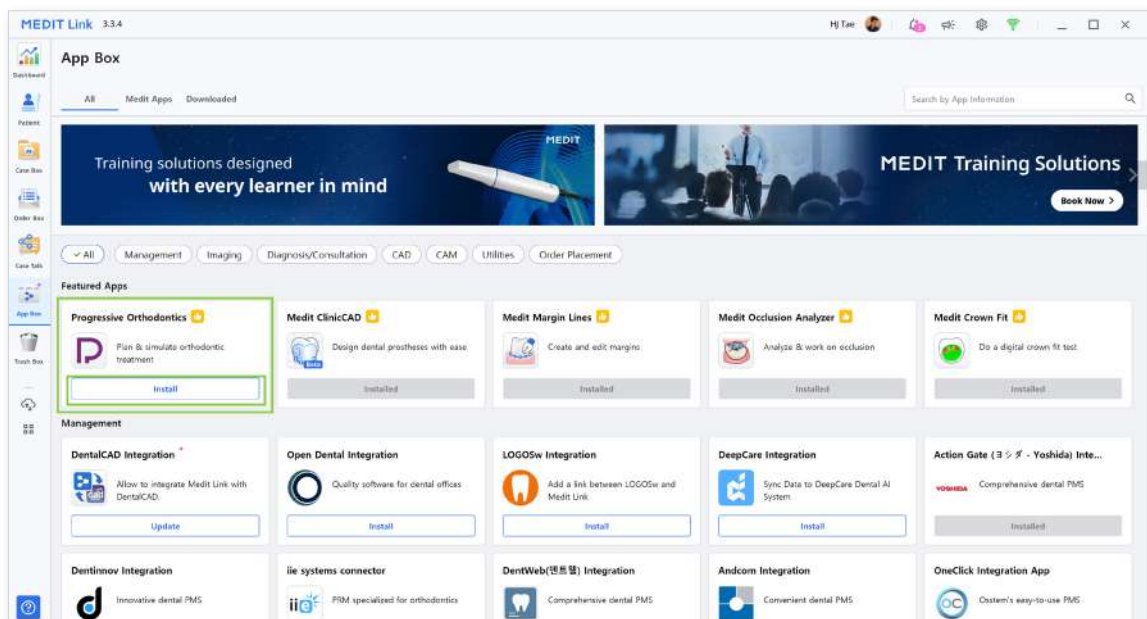 MEDIT Link 3.3.4
HJ Tae
Dashboard
App Box
All Medit Apps Downloaded
Search by App Information
Patient
Case Box
Order Box
Case Talk
App Box
Trash Box
Training solutions designed
with every learner in mind
MEDIT
MEDIT Training Solutions
Book Now >
All Management Imaging Diagnosis/Consultation CAD CAM Utilities Order Placement
Featured Apps
Progressive Orthodontics
Plan & simulate orthodontic
treatment
Install
Medit ClinicCAD
Design dental prostheses with ease
Beta
Installed
Medit Margin Lines
Create and edit margins
Installed
Medit Occlusion Analyzer
Analyze & work on occlusion
Installed
Medit Crown Fit
Do a digital crown fit test
Installed
Management
DentalCAD Integration
Allow to integrate Medit Link with
DentalCAD.
Update
Open Dental Integration
Quality software for dental offices
Install
LOGOSw Integration
Add a link between LOGOSw and
Medit Link
Install
DeepCare Integration
Sync Data to DeepCare Dental AI
System
Install
Action Gate (ヨシダ - Yoshida) Inte...
YOSHIDA
Comprehensive dental PMS
Installed
Dentinnov Integration
Innovative dental PMS
iie systems connector
iie
PRM specialized for orthodontics
DentWeb(덴트웹) Integration
Comprehensive dental PMS
Andcom Integration
Convenient dental PMS
OneClick Integration App
OC
Osstem's easy-to-use PMS